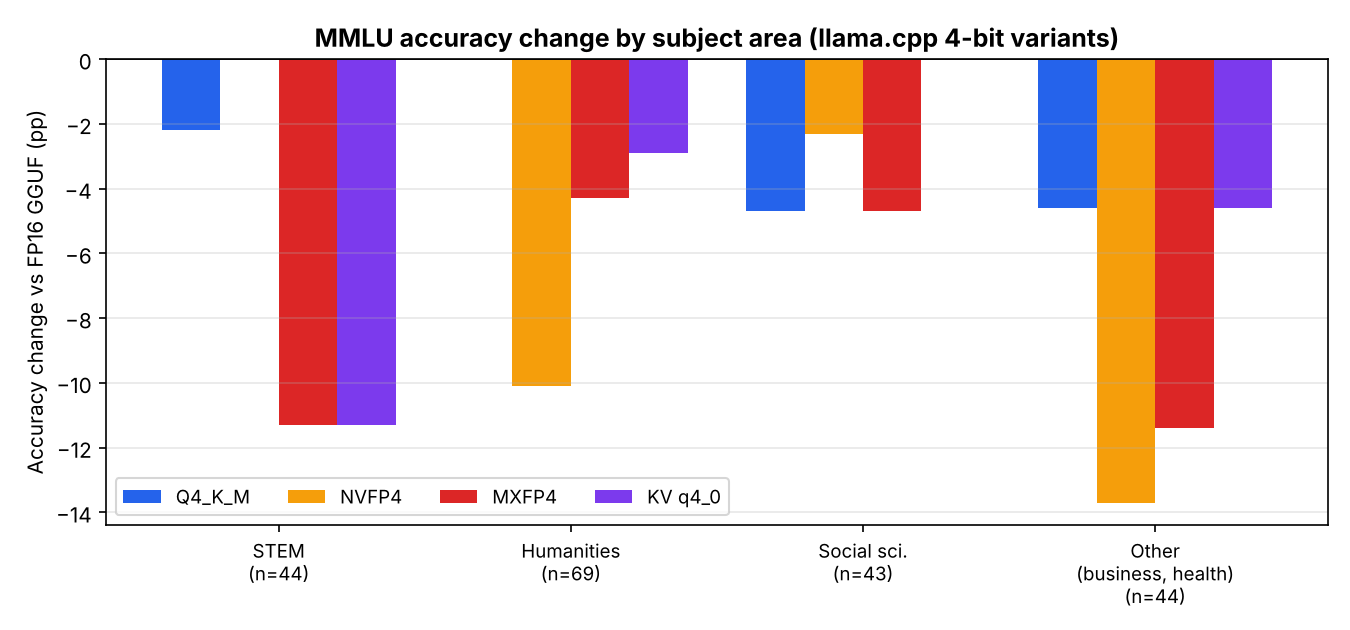 MMLU accuracy change by subject area (llama.cpp 4-bit variants)
Accuracy change vs FP16 GGUF (pp)
0
−2
−4
−6
−8
−10
−12
−14
Q4_K_M
NVFP4
MXFP4
KV q4_0
STEM
(n=44)
Humanities
(n=69)
Social sci.
(n=43)
Other
(business, health)
(n=44)